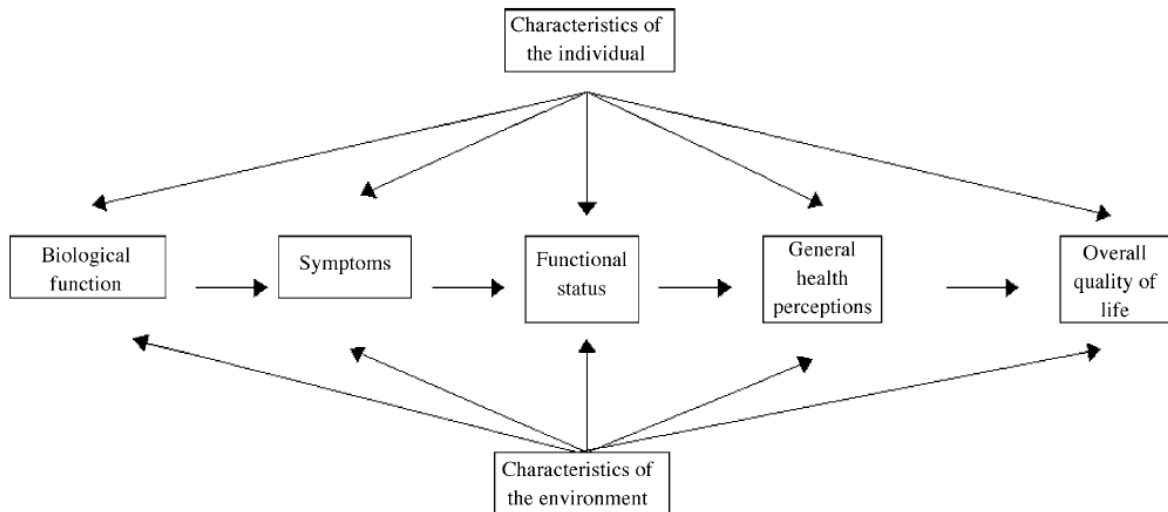 Characteristics of
the individual
Biological
function
Symptoms
Functional
status
General
health
perceptions
Overall
quality of
life
Characteristics of
the environment